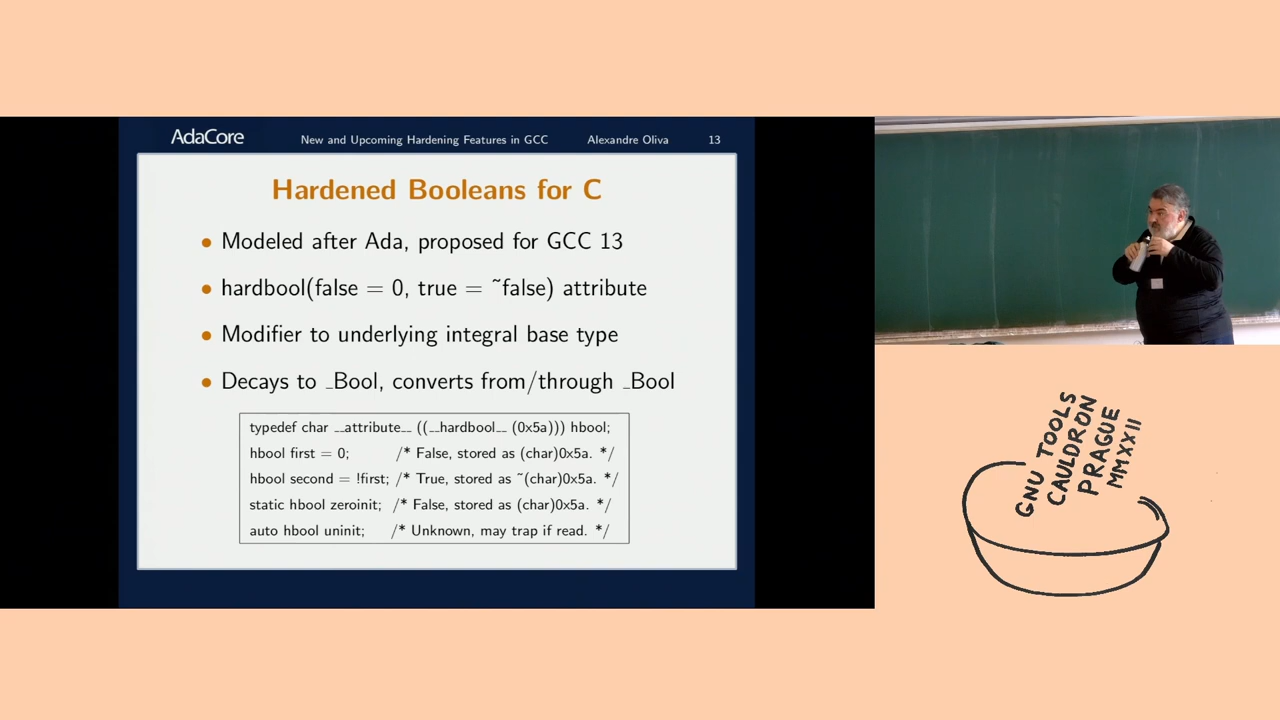 AdaCore New and Upcoming Hardening Features in GCC Alexandre Oliva 13
Hardened Booleans for C
• Modeled after Ada, proposed for GCC 13
• hardbool(false = 0, true = ~false) attribute
• Modifier to underlying integral base type
• Decays to _Bool, converts from/through _Bool
typedef char __attribute__ ((__hardbool__ (0x5a))) hbool;
hbool first = 0; /* False, stored as (char)0x5a. */
hbool second = !first; /* True, stored as ~(char)0x5a. */
static hbool zeroinit; /* False, stored as (char)0x5a. */
auto hbool uninit; /* Unknown, may trap if read. */
GNU TOOLS
CAULDRON
PRAGUE
MMXXII